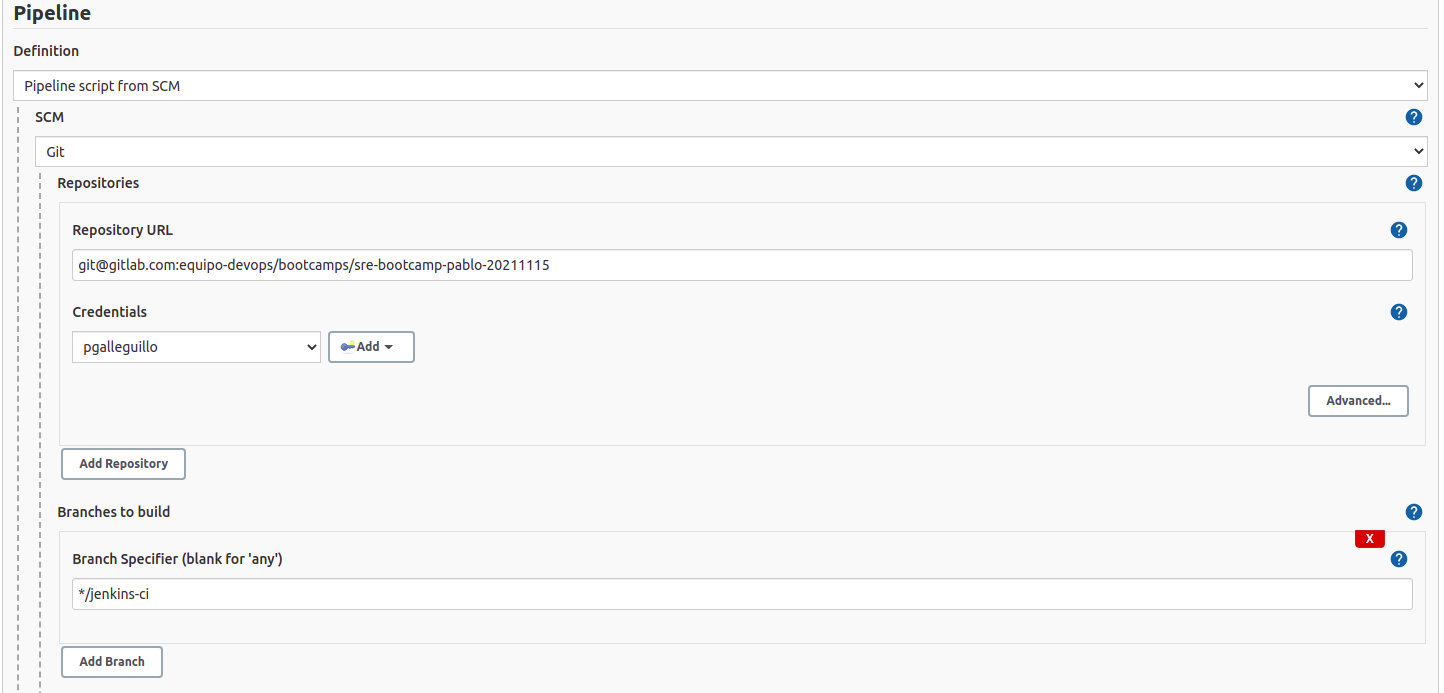 Pipeline
Definition
Pipeline script from SCM
SCM
?
Git
Repositories
?
Repository URL
?
git@gitlab.com:equipo-devops/bootcamps/sre-bootcamp-pablo-20211115
Credentials
?
pgalleguillo
Add
Advanced...
Add Repository
Branches to build
?
X
Branch Specifier (blank for 'any')
?
*/jenkins-ci
Add Branch